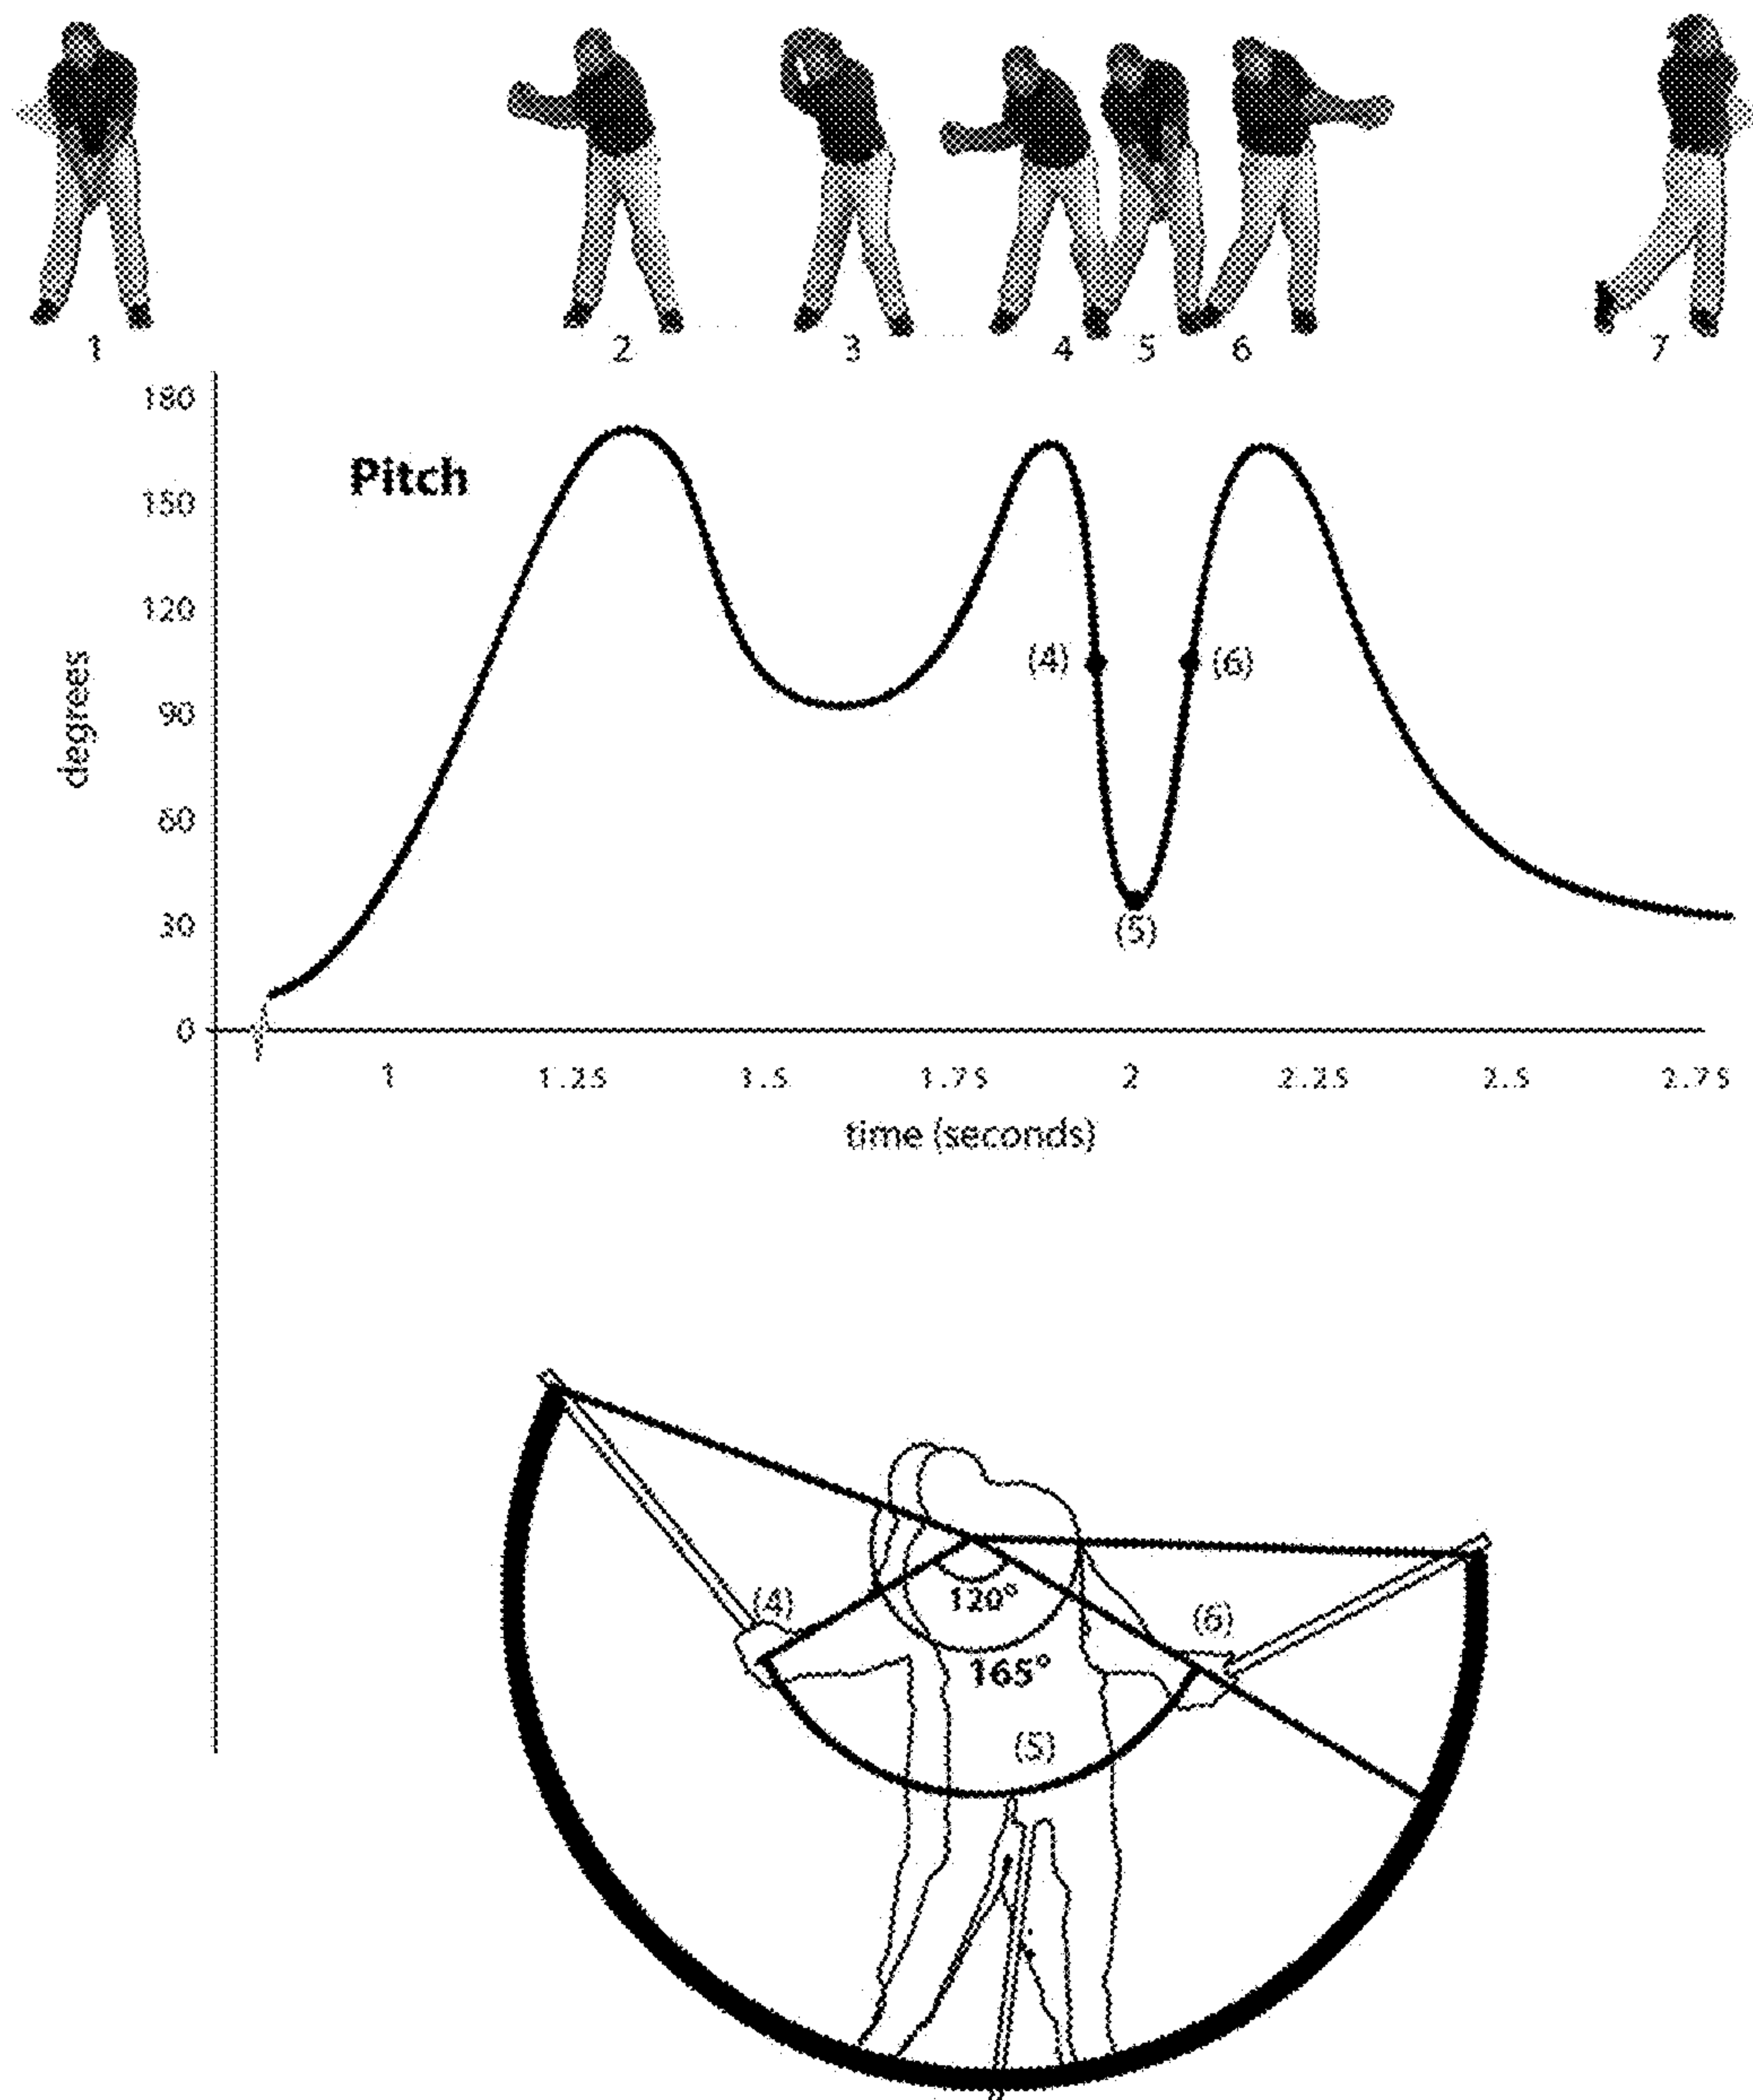 1 2 3 4 5 6 7
180
Pitch
150
120
(4) (6)
90
degrees
60
30
(5)
0
1 1.25 1.5 1.75 2 2.25 2.5 2.75
time (seconds)
120°
(4)
(6)
165°
(5)